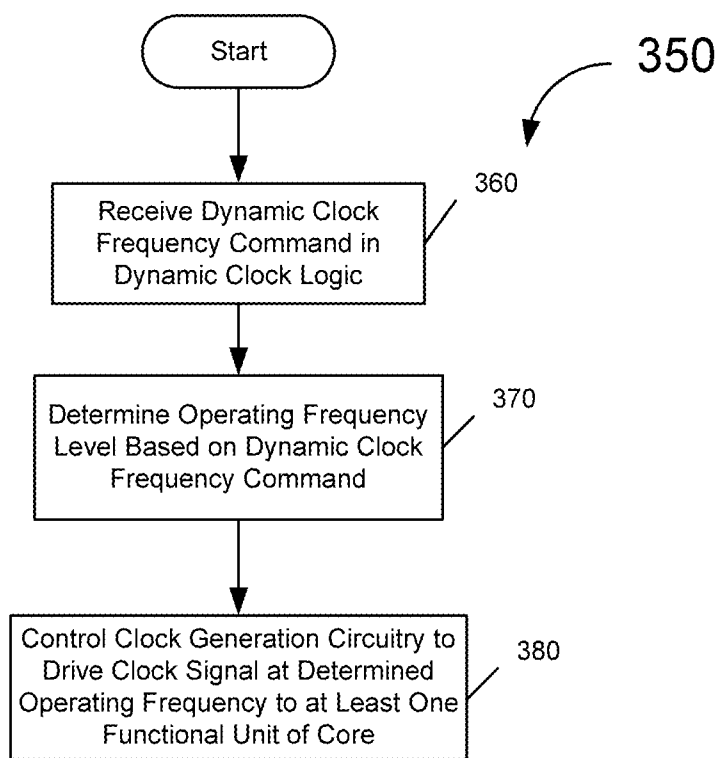 Start
350
360
Receive Dynamic Clock
Frequency Command in
Dynamic Clock Logic
370
Determine Operating Frequency
Level Based on Dynamic Clock
Frequency Command
380
Control Clock Generation Circuitry to
Drive Clock Signal at Determined
Operating Frequency to at Least One
Functional Unit of Core